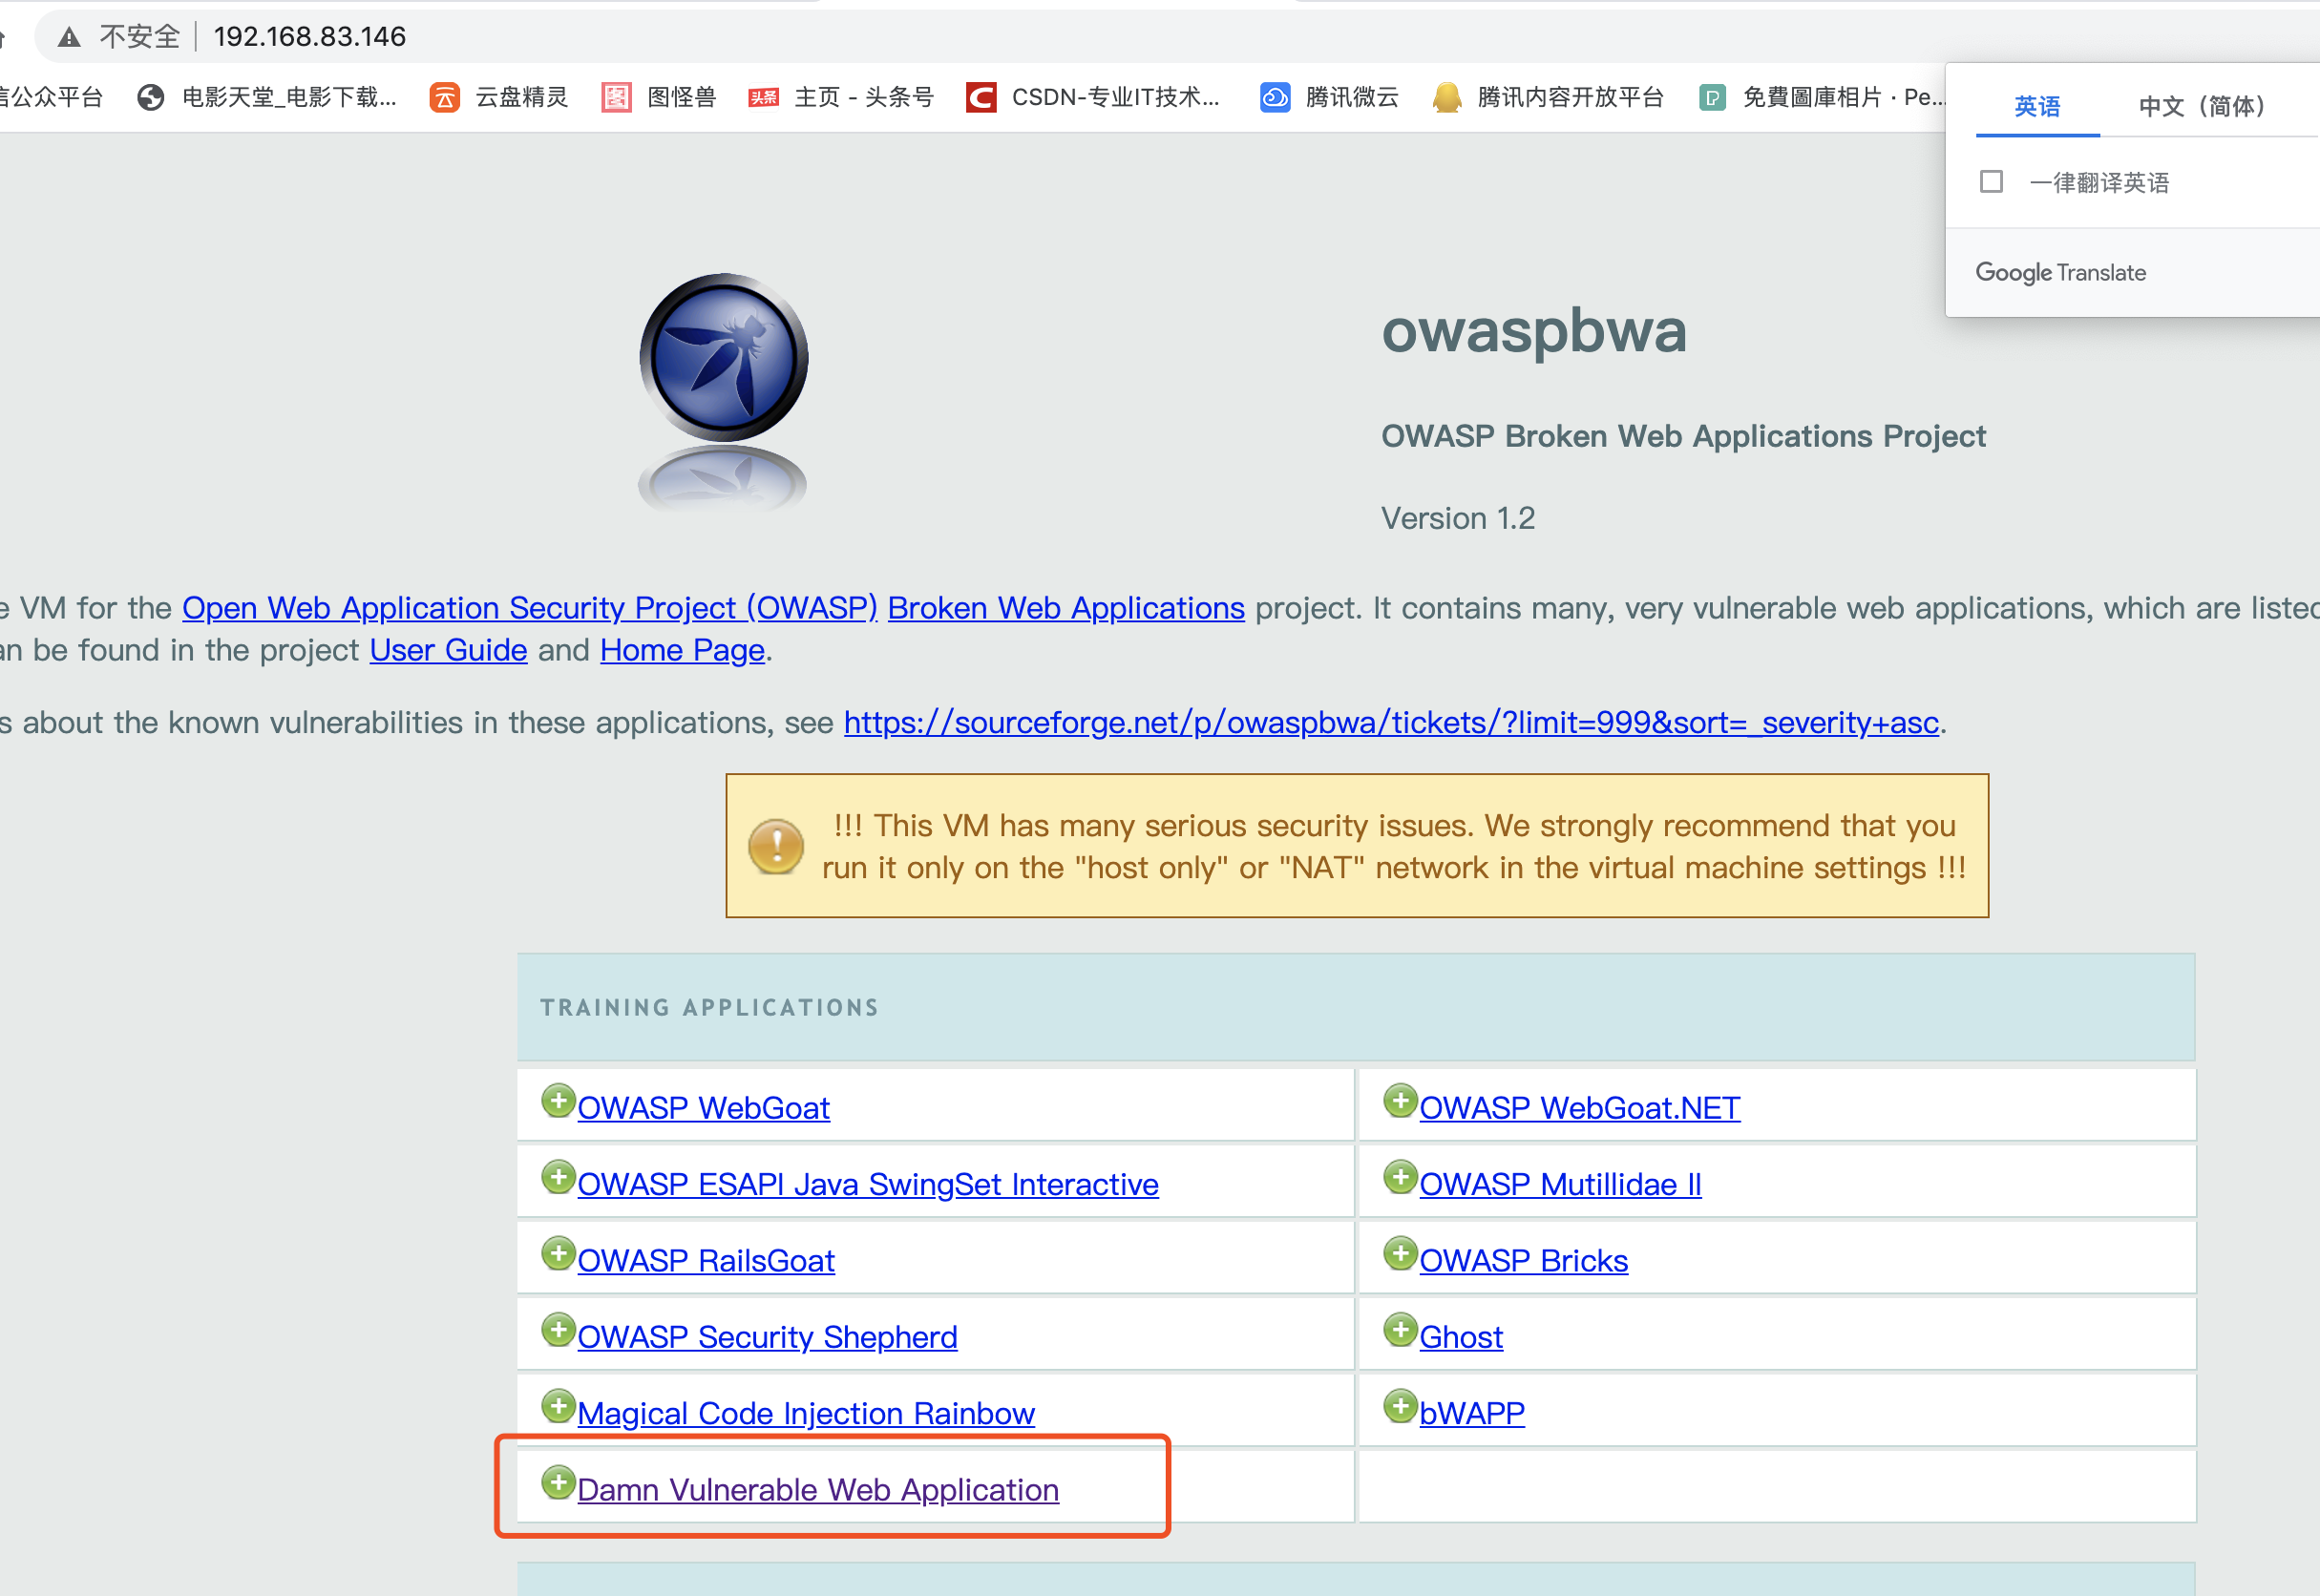 不安全 192.168.83.146
信公众平台 电影天堂_电影下载... 云盘精灵 图怪兽 主页 - 头条号 CSDN-专业IT技术... 腾讯微云 腾讯内容开放平台 免費圖庫相片 · Pe...
英语 中文（简体）
一律翻译英语
Google Translate
owaspbwa
OWASP Broken Web Applications Project
Version 1.2
e VM for the Open Web Application Security Project (OWASP) Broken Web Applications project. It contains many, very vulnerable web applications, which are listed
an be found in the project User Guide and Home Page.
s about the known vulnerabilities in these applications, see https://sourceforge.net/p/owaspbwa/tickets/?limit=999&sort=_severity+asc.
!!! This VM has many serious security issues. We strongly recommend that you
run it only on the "host only" or "NAT" network in the virtual machine settings !!!
TRAINING APPLICATIONS
OWASP WebGoat OWASP WebGoat.NET
OWASP ESAPI Java SwingSet Interactive OWASP Mutillidae II
OWASP RailsGoat OWASP Bricks
OWASP Security Shepherd Ghost
Magical Code Injection Rainbow bWAPP
Damn Vulnerable Web Application